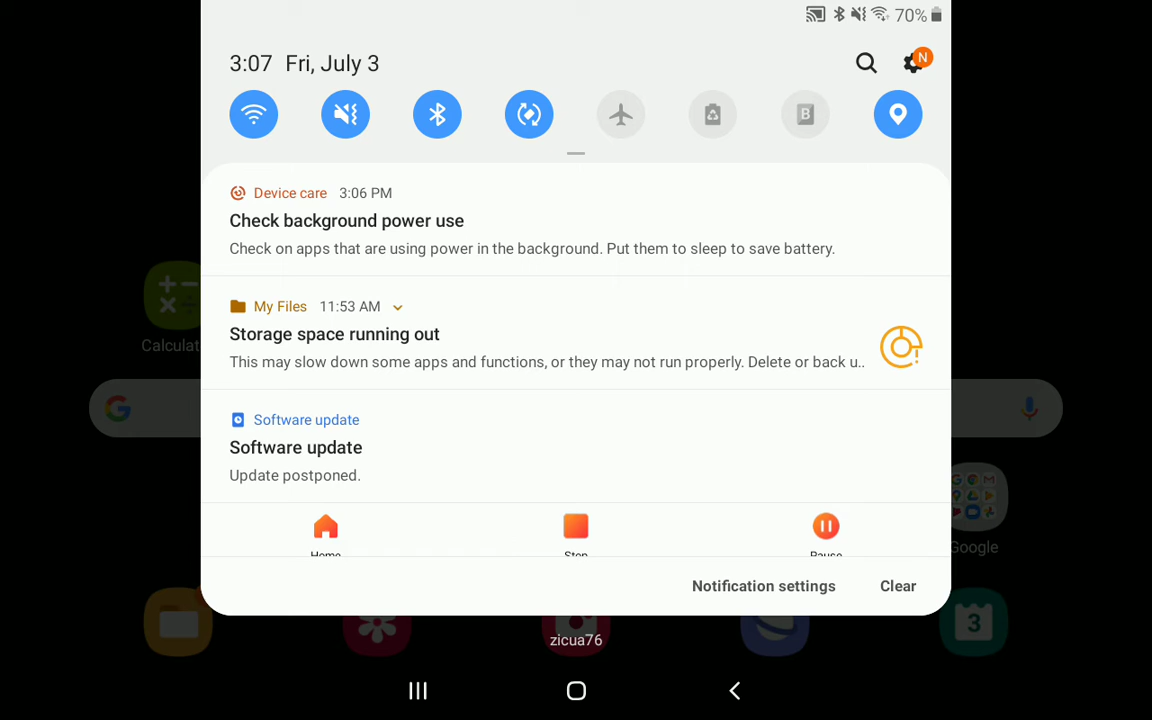 70%
3:07 Fri, July 3
N
B
Device care 3:06 PM
Check background power use
Check on apps that are using power in the background. Put them to sleep to save battery.
My Files 11:53 AM
Storage space running out
This may slow down some apps and functions, or they may not run properly. Delete or back u..
Calculat
Software update
Software update
Update postponed.
Home Stop Pause
Google
Notification settings Clear
3
zicua76